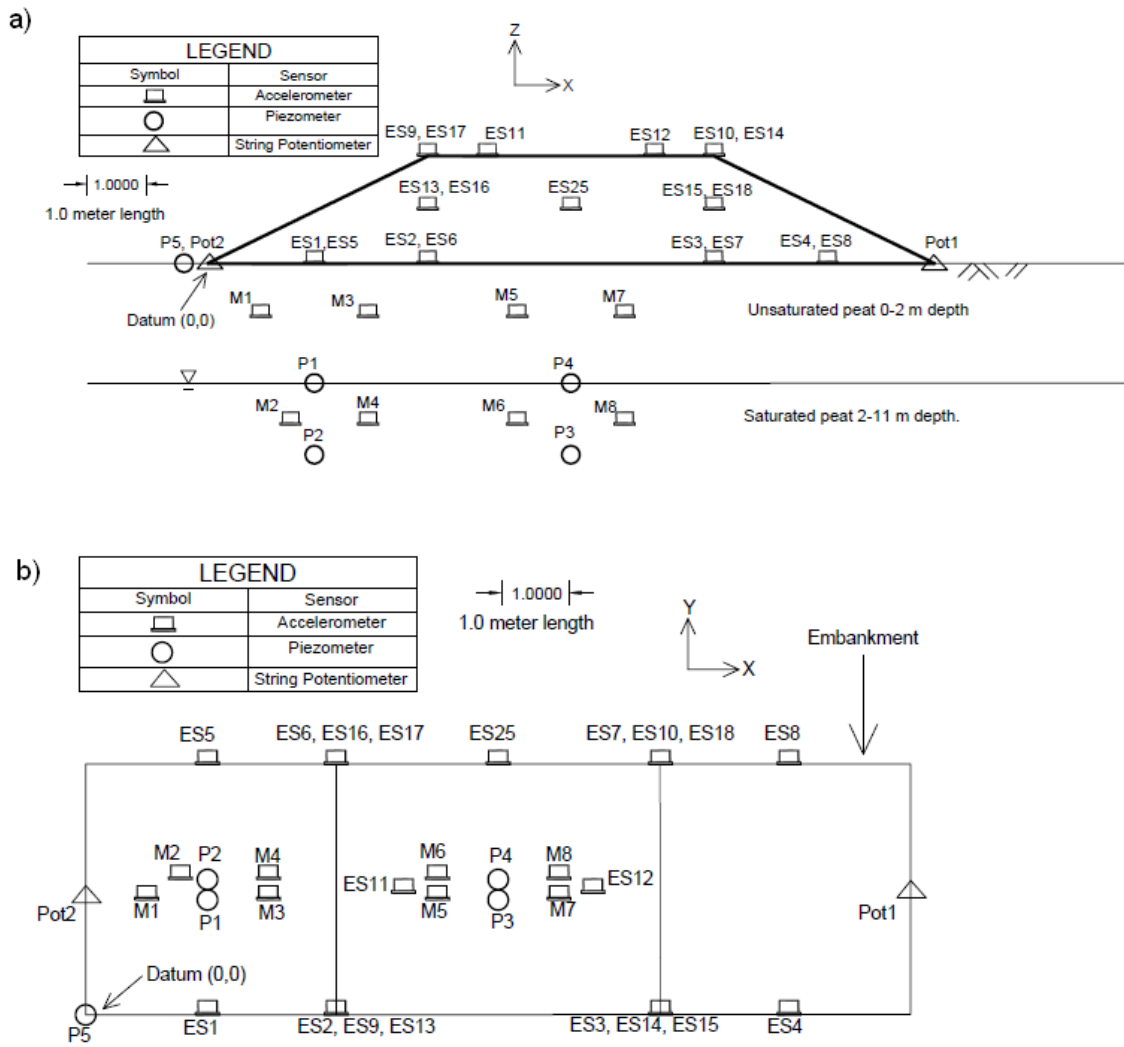 a)
LEGEND
Symbol Sensor
Accelerometer
Piezometer
String Potentiometer
Z
X
1.0000
1.0 meter length
ES9, ES17 ES11 ES12 ES10, ES14
ES13, ES16 ES25 ES15, ES18
P5, Pot2 ES1,ES5 ES2, ES6 ES3, ES7 ES4, ES8 Pot1
Datum (0,0)
M1 M3 M5 M7 Unsaturated peat 0-2 m depth
P1 P4
M2 M4 M6 M8 Saturated peat 2-11 m depth.
P2 P3
b)
LEGEND
Symbol Sensor
Accelerometer
Piezometer
String Potentiometer
1.0000
1.0 meter length
Y
X
Embankment
ES5 ES6, ES16, ES17 ES25 ES7, ES10, ES18 ES8
M2 P2 M4 M6 P4 M8
ES11 ES12
Pot2 M1 P1 M3 M5 P3 M7 Pot1
Datum (0,0)
P5 ES1 ES2, ES9, ES13 ES3, ES14, ES15 ES4